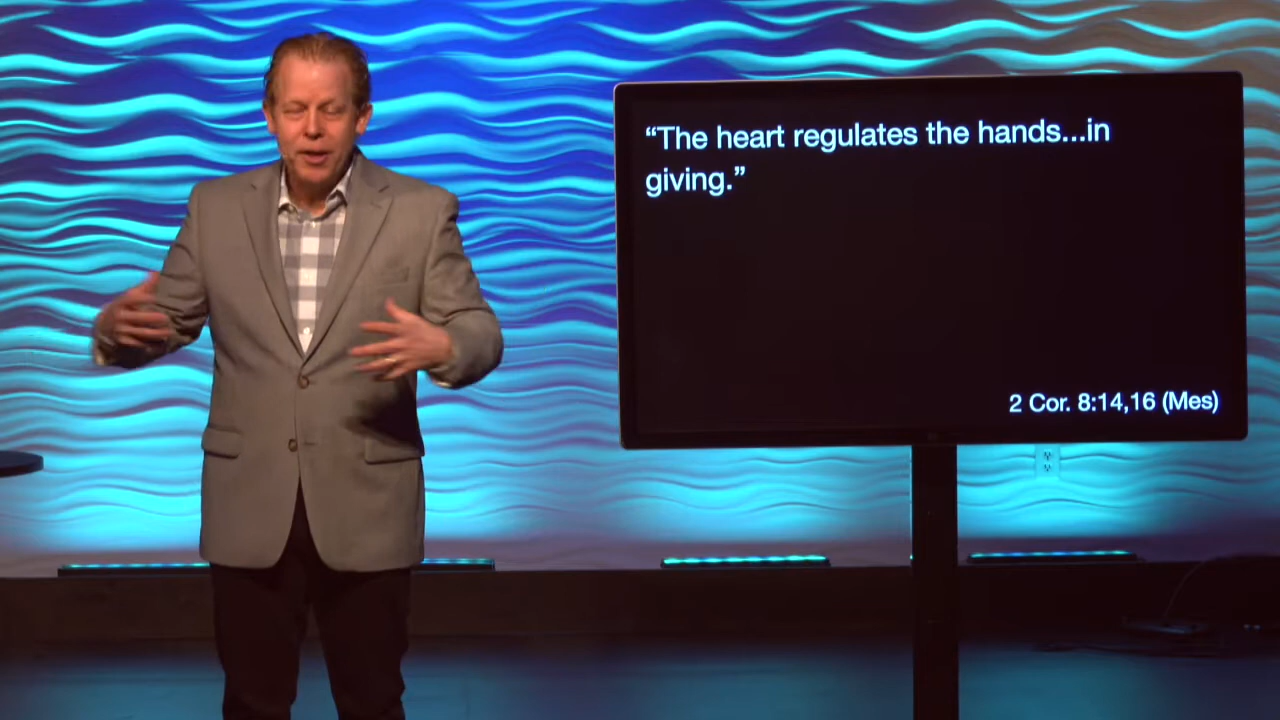 “The heart regulates the hands...in
giving.”
2 Cor. 8:14,16 (Mes)